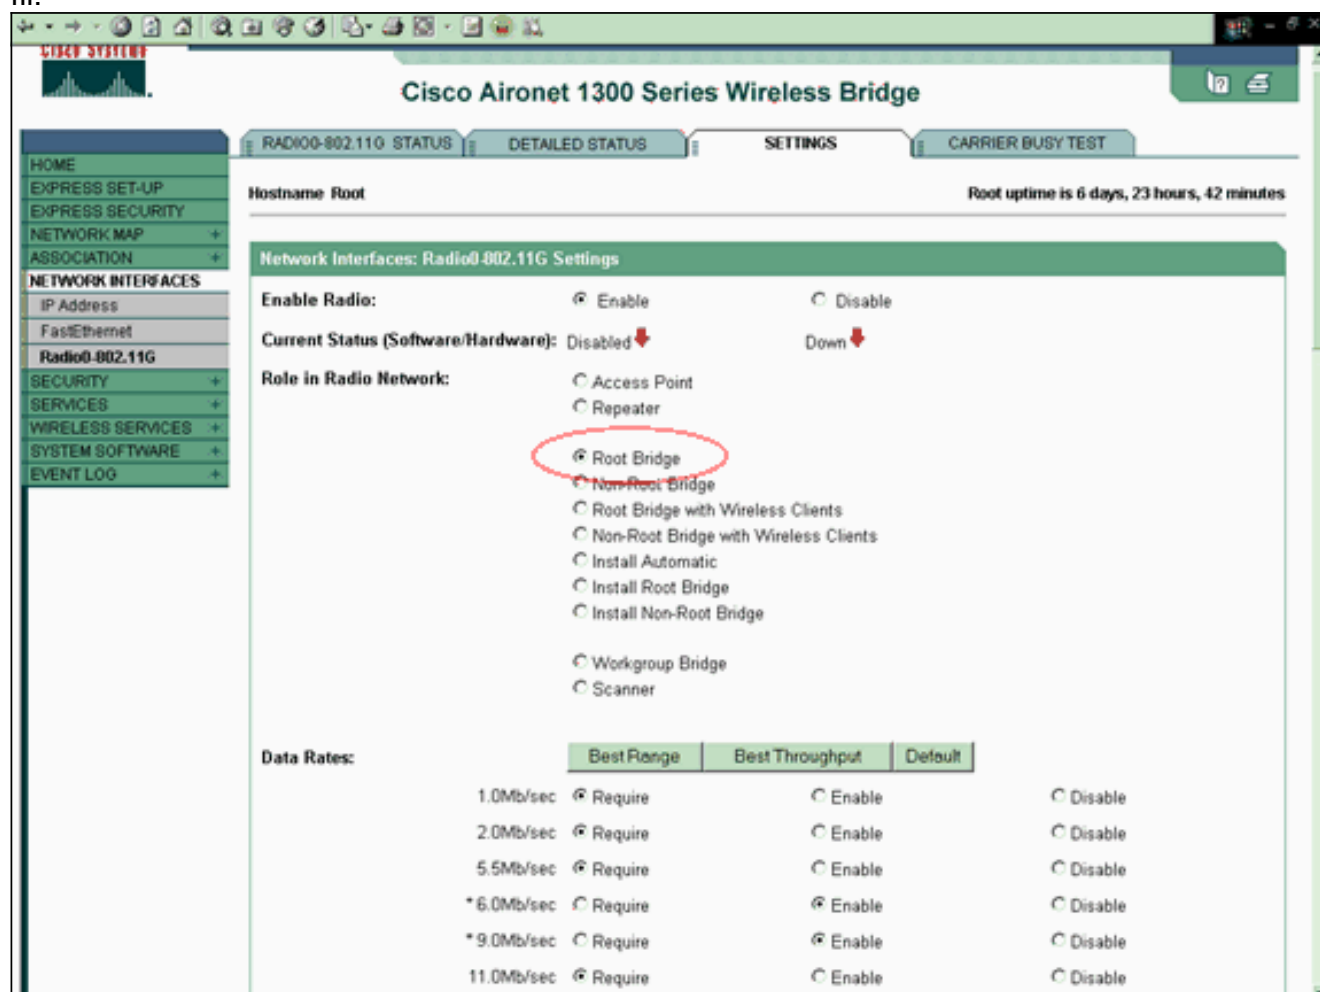 CISCO SYSTEMS
Cisco Aironet 1300 Series Wireless Bridge
RADIO0-802.11G STATUS DETAILED STATUS SETTINGS CARRIER BUSY TEST
HOME
EXPRESS SET-UP
EXPRESS SECURITY
NETWORK MAP +
ASSOCIATION +
NETWORK INTERFACES
IP Address
FastEthernet
Radio0-802.11G
SECURITY +
SERVICES +
WIRELESS SERVICES +
SYSTEM SOFTWARE +
EVENT LOG +
Hostname Root Root uptime is 6 days, 23 hours, 42 minutes
Network Interfaces: Radio0-802.11G Settings
Enable Radio: Enable Disable
Current Status (Software/Hardware): Disabled Down
Role in Radio Network: Access Point
Repeater
Root Bridge
Non-Root Bridge
Root Bridge with Wireless Clients
Non-Root Bridge with Wireless Clients
Install Automatic
Install Root Bridge
Install Non-Root Bridge
Workgroup Bridge
Scanner
Data Rates: Best Range Best Throughput Default
1.0Mb/sec Require Enable Disable
2.0Mb/sec Require Enable Disable
5.5Mb/sec Require Enable Disable
*6.0Mb/sec Require Enable Disable
*9.0Mb/sec Require Enable Disable
11.0Mb/sec Require Enable Disable